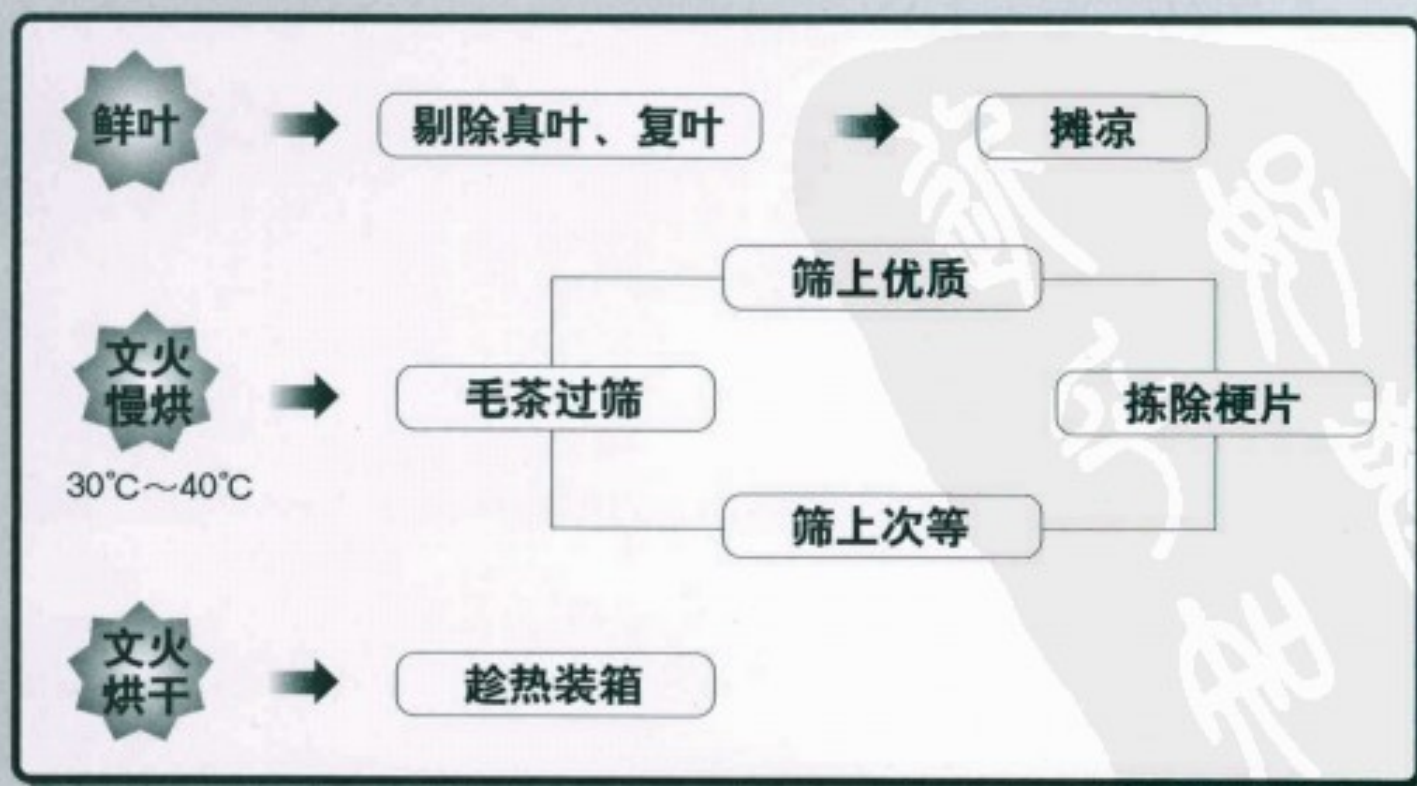 鲜叶
剔除真叶、复叶
摊凉
筛上优质
文火
慢烘
毛茶过筛
拣除梗片
30℃～40℃
筛上次等
文火
烘干
趁热装箱